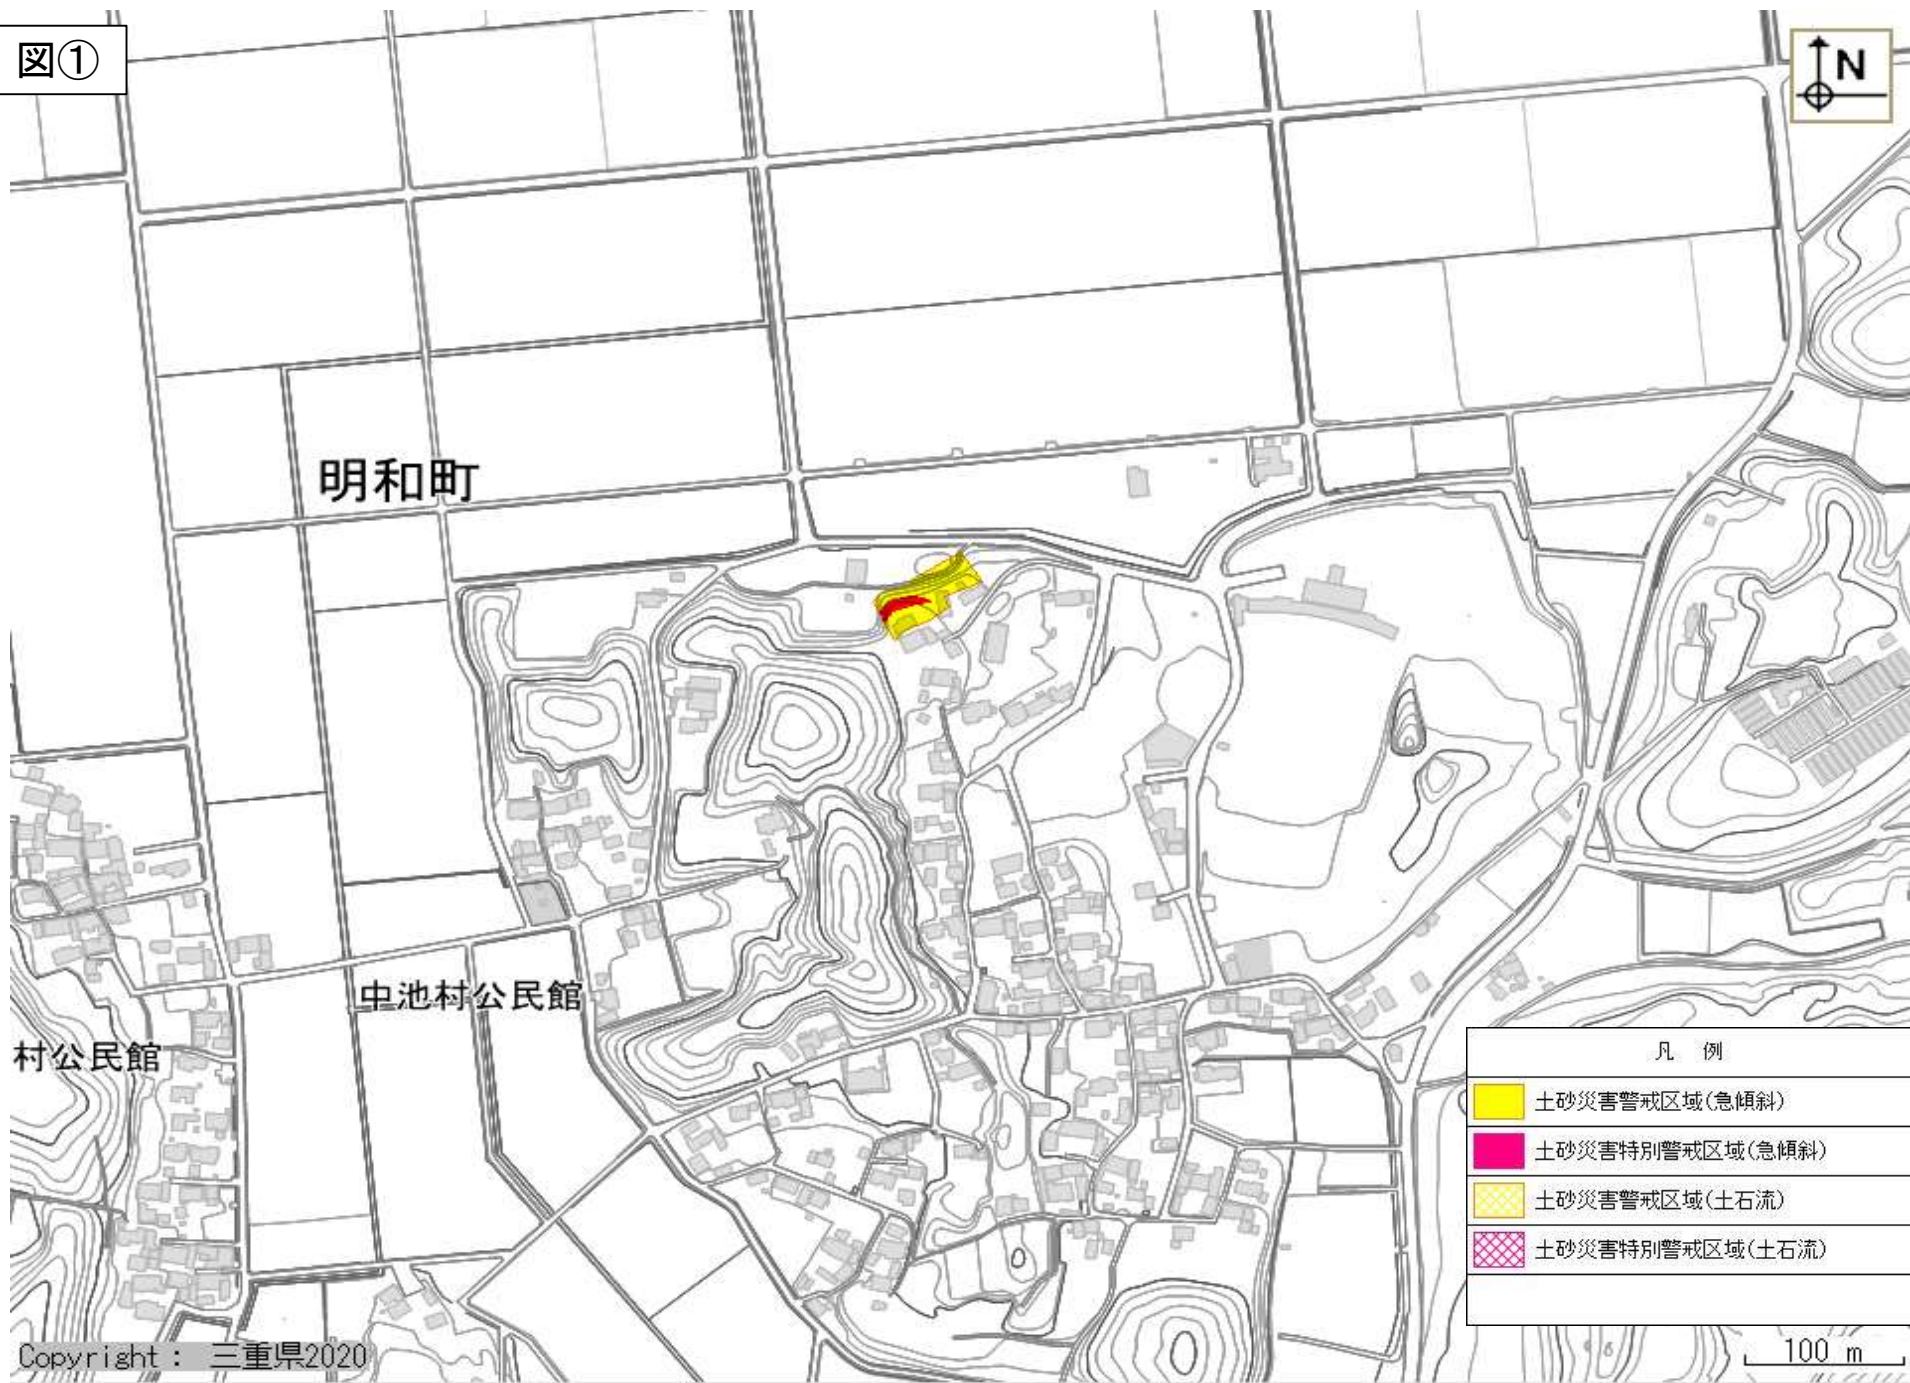 図①
N
明和町
中池村公民館
村公民館
凡 例
土砂災害警戒区域(急傾斜)
土砂災害特別警戒区域(急傾斜)
土砂災害警戒区域(土石流)
土砂災害特別警戒区域(土石流)
Copyright : 三重県2020
100 m